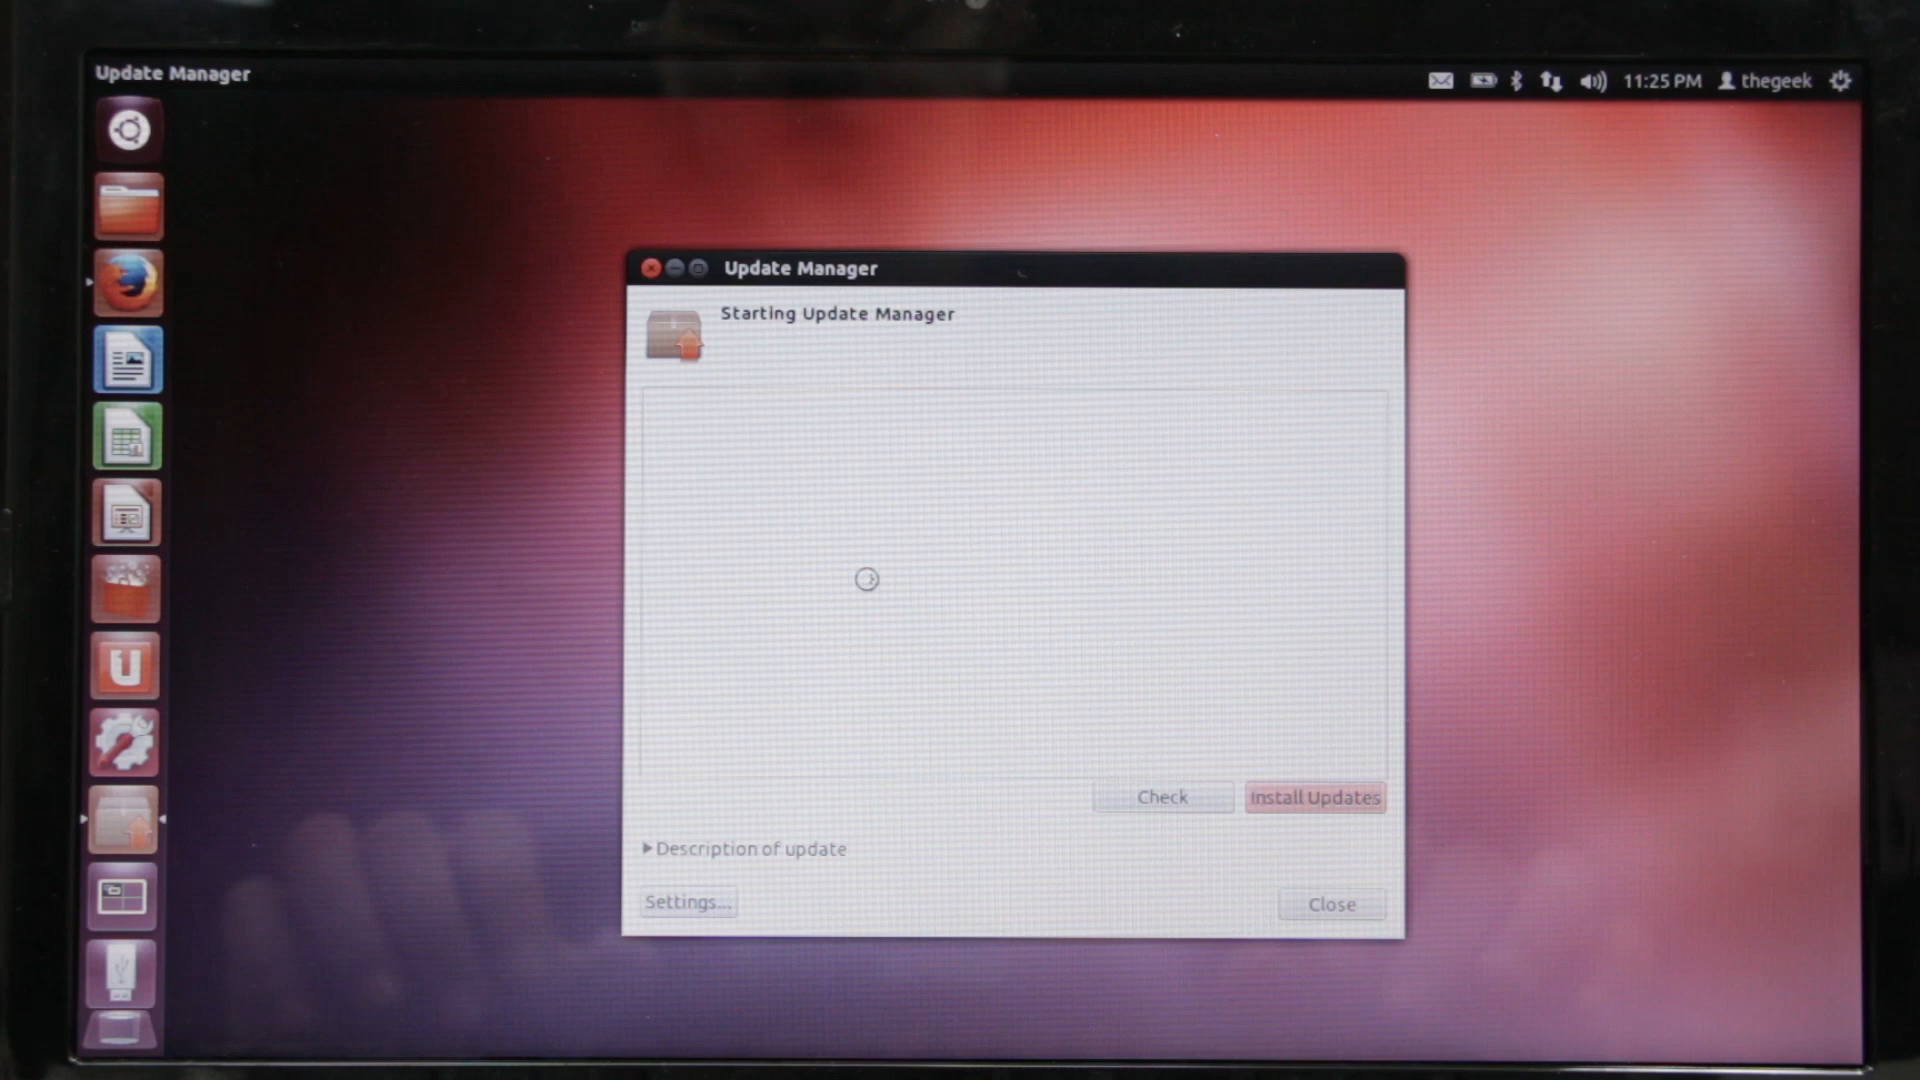 Update Manager
11:25 PM thegeek
Update Manager
Starting Update Manager
U
Check Install Updates
Description of update
Settings...
Close